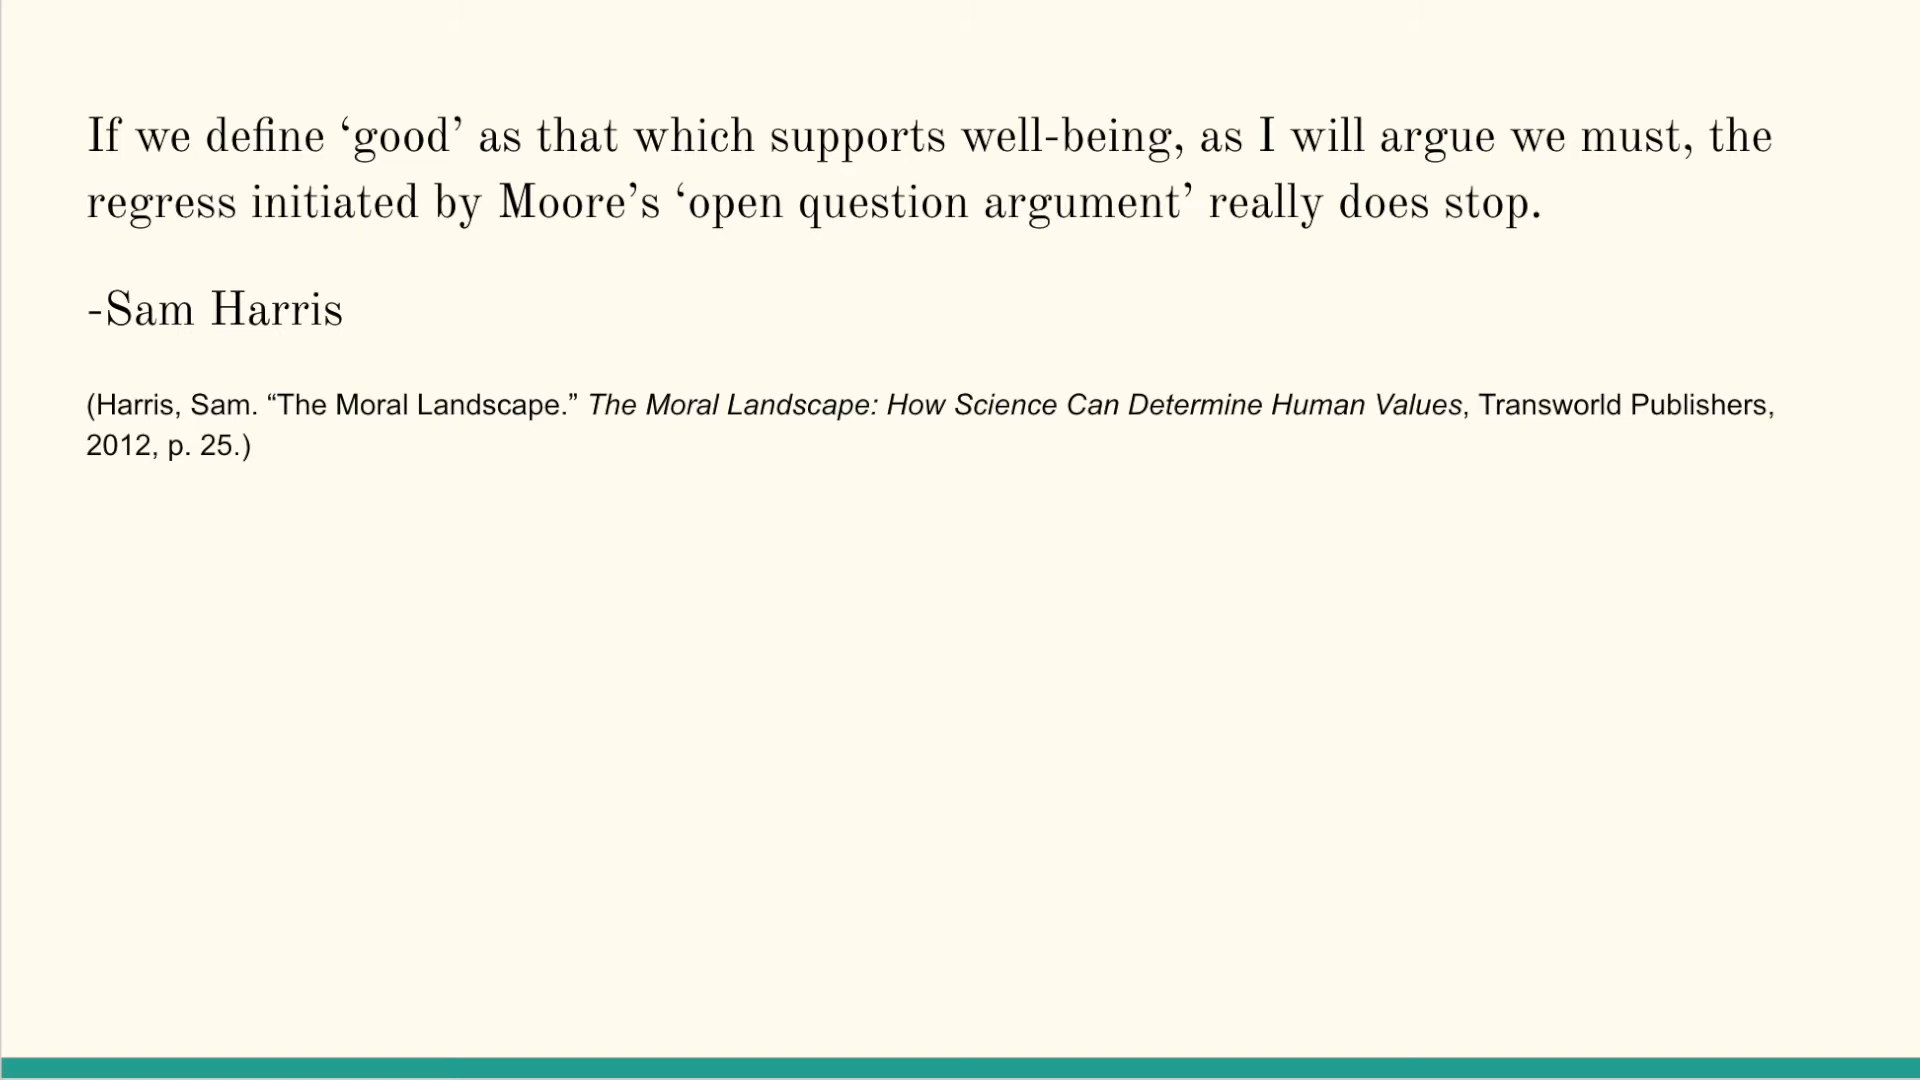 If we define ‘good’ as that which supports well-being, as I will argue we must, the
regress initiated by Moore’s ‘open question argument’ really does stop.
-Sam Harris
(Harris, Sam. “The Moral Landscape.” The Moral Landscape: How Science Can Determine Human Values, Transworld Publishers,
2012, p. 25.)